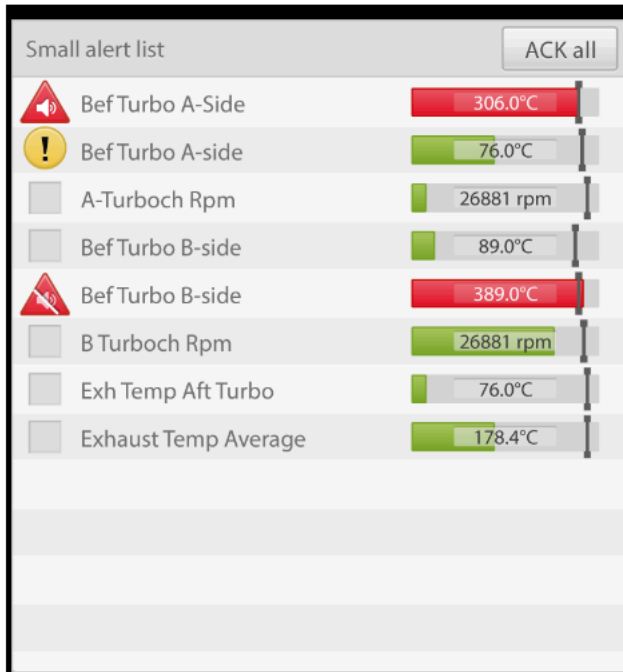 Small alert list
ACK all
Bef Turbo A-Side 306.0°C
! Bef Turbo A-side 76.0°C
A-Turboch Rpm 26881 rpm
Bef Turbo B-side 89.0°C
Bef Turbo B-side 389.0°C
B Turboch Rpm 26881 rpm
Exh Temp Aft Turbo 76.0°C
Exhaust Temp Average 178.4°C